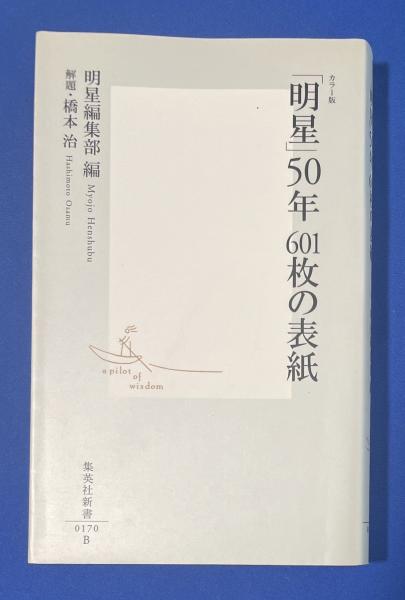 カラー版
「明星」50年 601枚の表紙
明星編集部 編
Myojo Henshubu
解題・橋本 治
Hashimoto Osamu
a pilot of
wisdom
集英社新書
0170
B